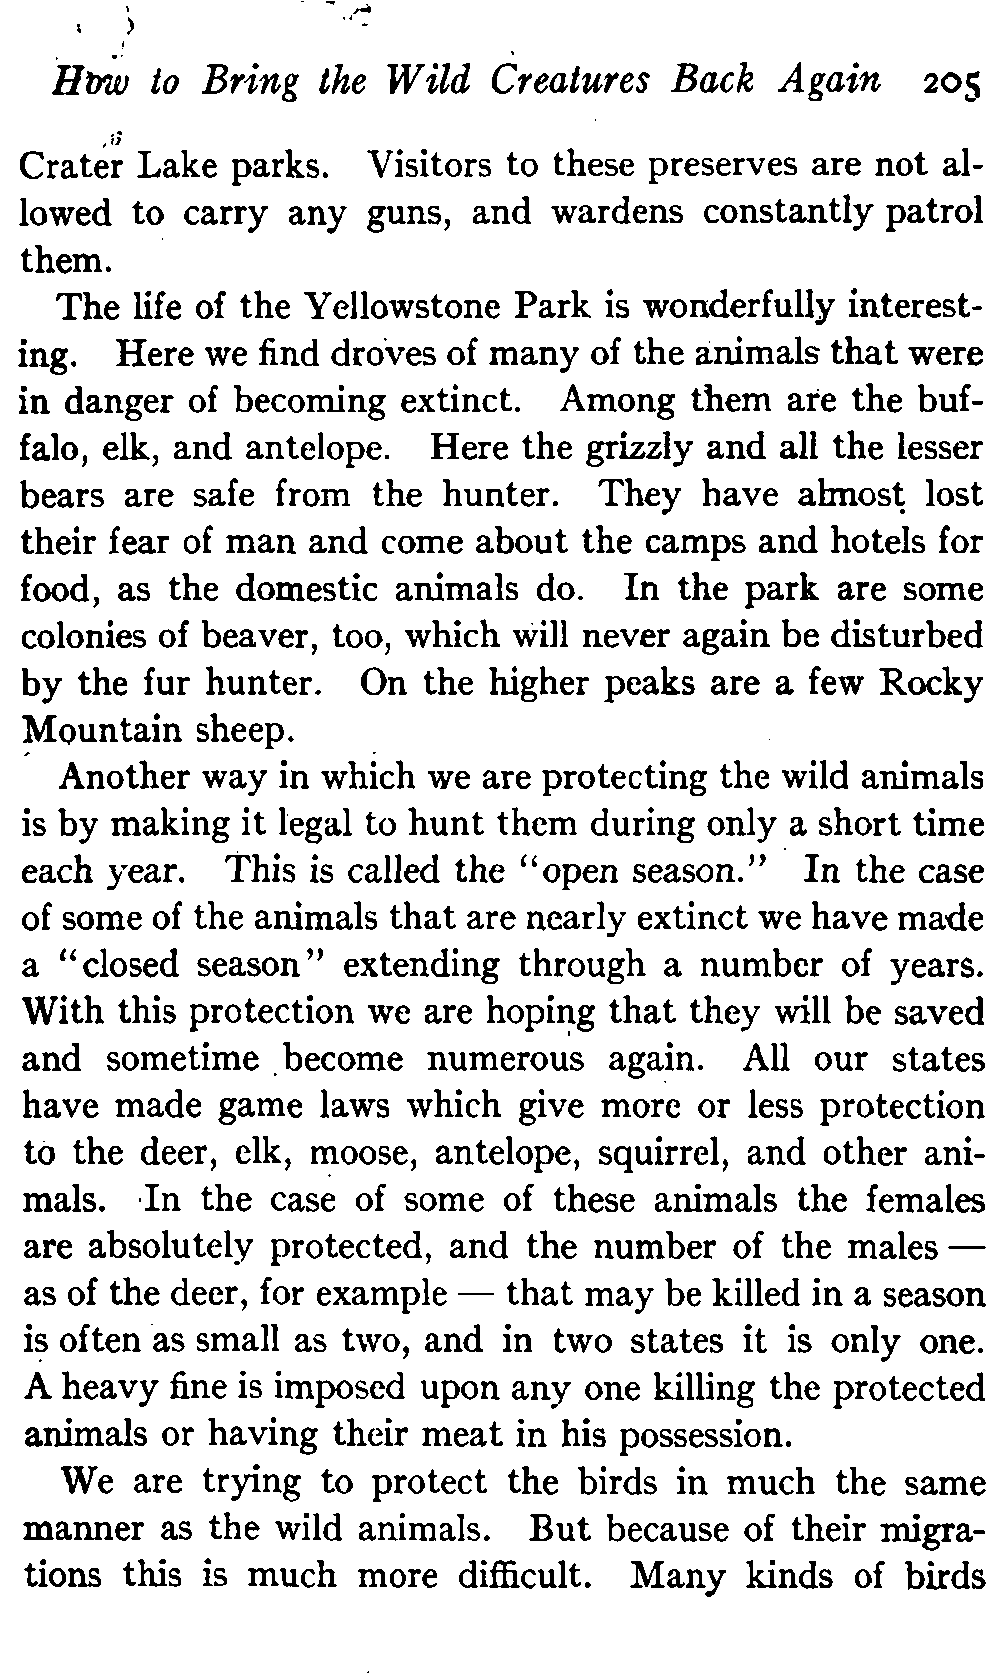 How to Bring the Wild Creatures Back Again 205
Crater Lake parks. Visitors to these preserves are not al-
lowed to carry any guns, and wardens constantly patrol
them.
The life of the Yellowstone Park is wonderfully interest-
ing. Here we find droves of many of the animals that were
in danger of becoming extinct. Among them are the buf-
falo, elk, and antelope. Here the grizzly and all the lesser
bears are safe from the hunter. They have almost lost
their fear of man and come about the camps and hotels for
food, as the domestic animals do. In the park are some
colonies of beaver, too, which will never again be disturbed
by the fur hunter. On the higher peaks are a few Rocky
Mountain sheep.
Another way in which we are protecting the wild animals
is by making it legal to hunt them during only a short time
each year. This is called the "open season." In the case
of some of the animals that are nearly extinct we have made
a "closed season" extending through a number of years.
With this protection we are hoping that they will be saved
and sometime become numerous again. All our states
have made game laws which give more or less protection
to the deer, elk, moose, antelope, squirrel, and other ani-
mals. In the case of some of these animals the females
are absolutely protected, and the number of the males —
as of the deer, for example — that may be killed in a season
is often as small as two, and in two states it is only one.
A heavy fine is imposed upon any one killing the protected
animals or having their meat in his possession.
We are trying to protect the birds in much the same
manner as the wild animals. But because of their migra-
tions this is much more difficult. Many kinds of birds